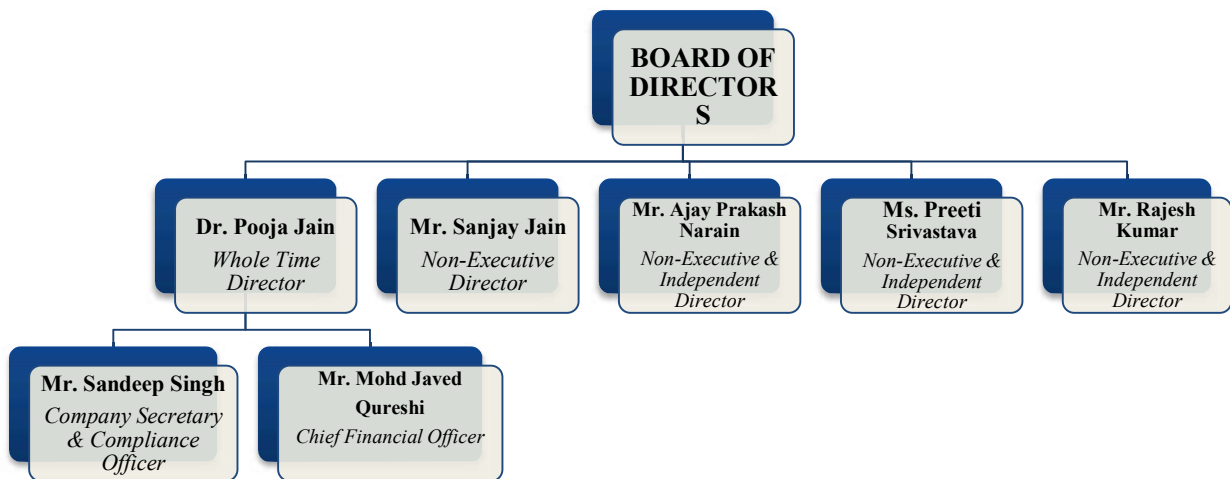 BOARD OF
DIRECTOR
S
Dr. Pooja Jain
Whole Time
Director
Mr. Sanjay Jain
Non-Executive
Director
Mr. Ajay Prakash
Narain
Non-Executive &
Independent
Director
Ms. Preeti
Srivastava
Non-Executive &
Independent
Director
Mr. Rajesh
Kumar
Non-Executive &
Independent
Director
Mr. Sandeep Singh
Company Secretary
& Compliance
Officer
Mr. Mohd Javed
Qureshi
Chief Financial Officer